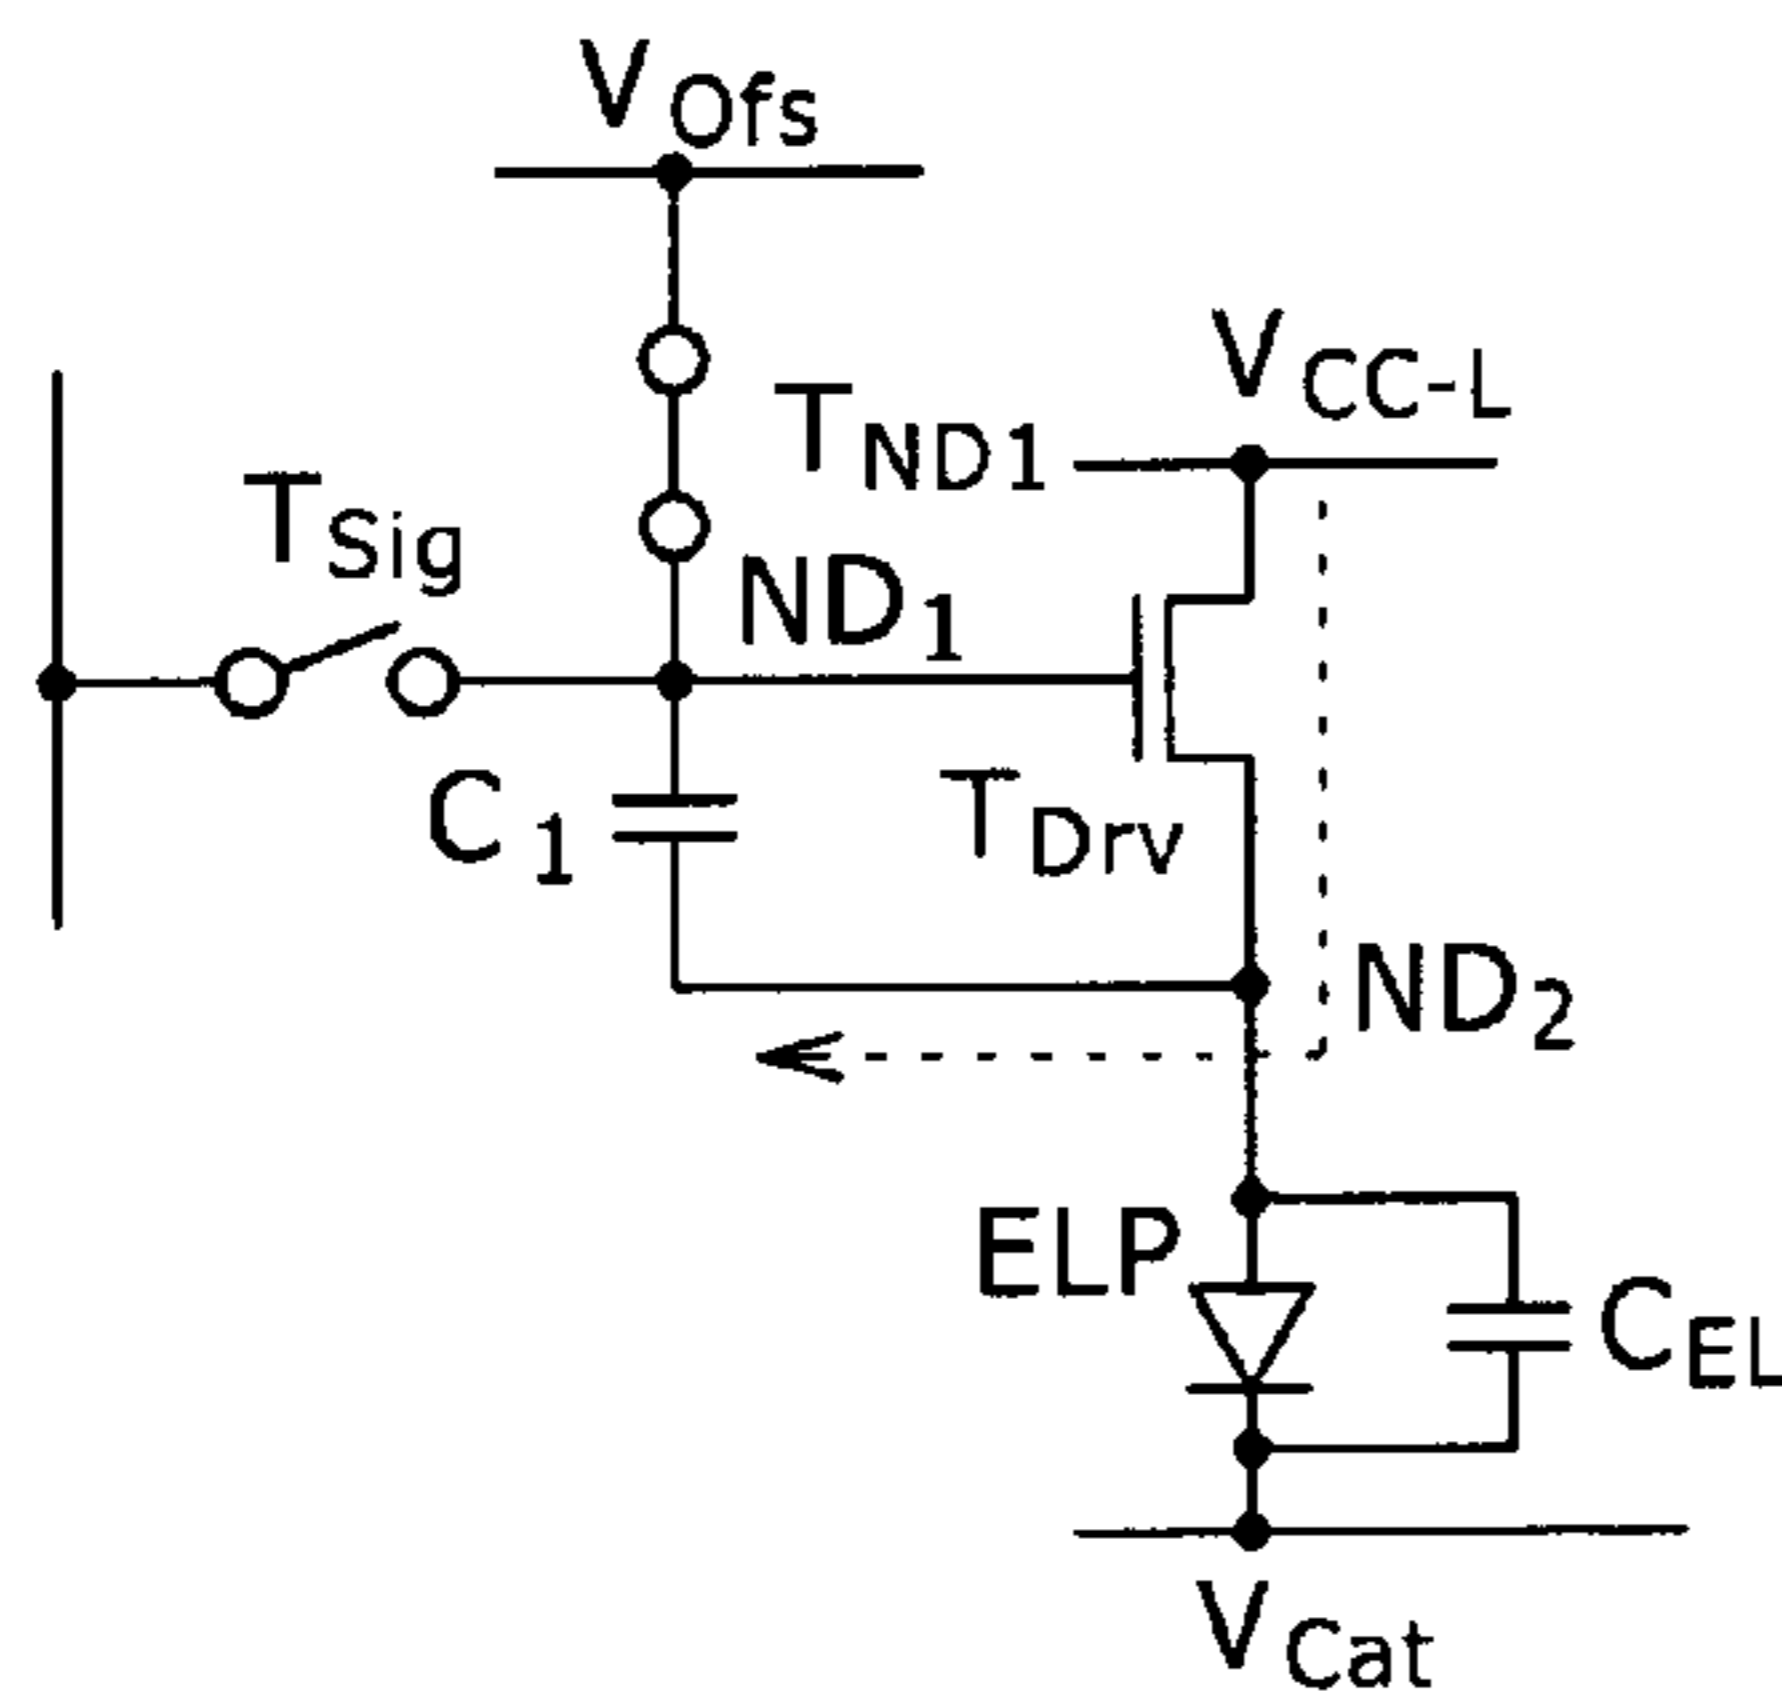 VOfs
VCC-L
TND1
TSig
ND1
C1
TDrv
ND2
ELP
CEL
VCat